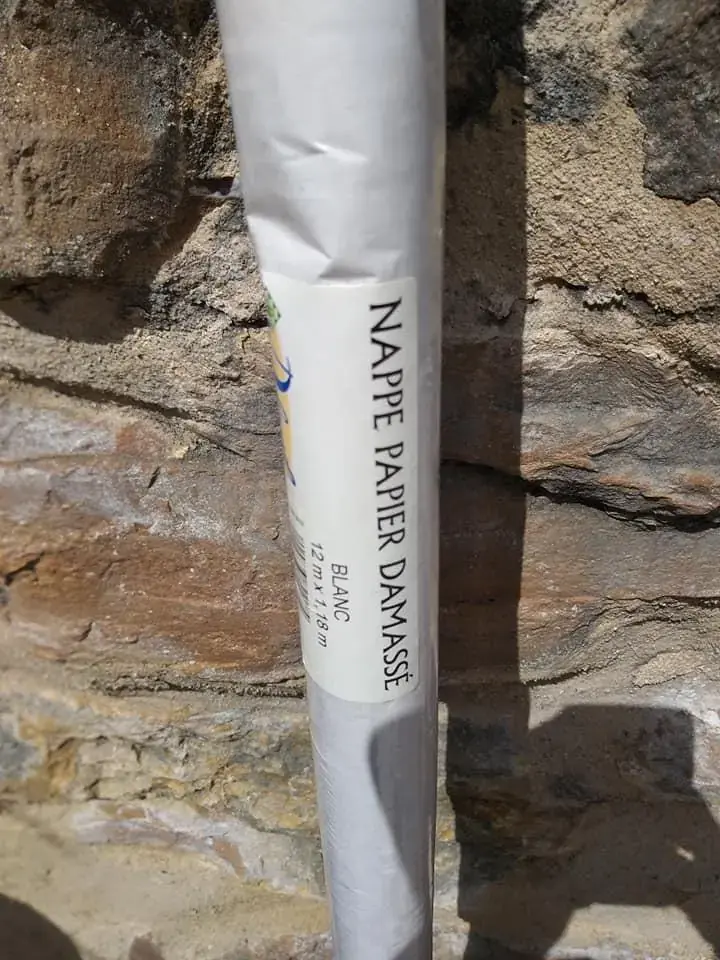 NAPPE PAPIER DAMASSÉ
BLANC
12 m x 1,18 m